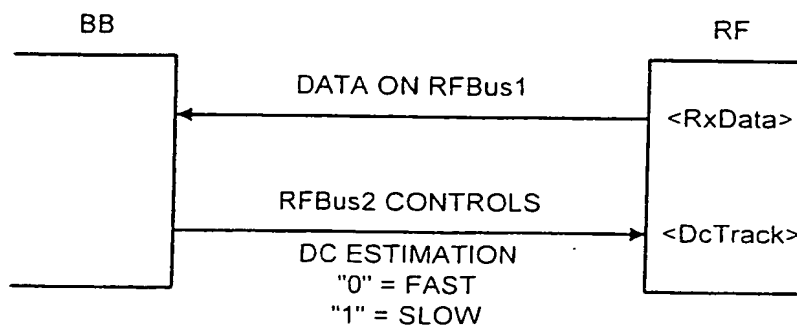 BB
RF
DATA ON RFBus1
<RxData>
RFBus2 CONTROLS
<DcTrack>
DC ESTIMATION
"0" = FAST
"1" = SLOW